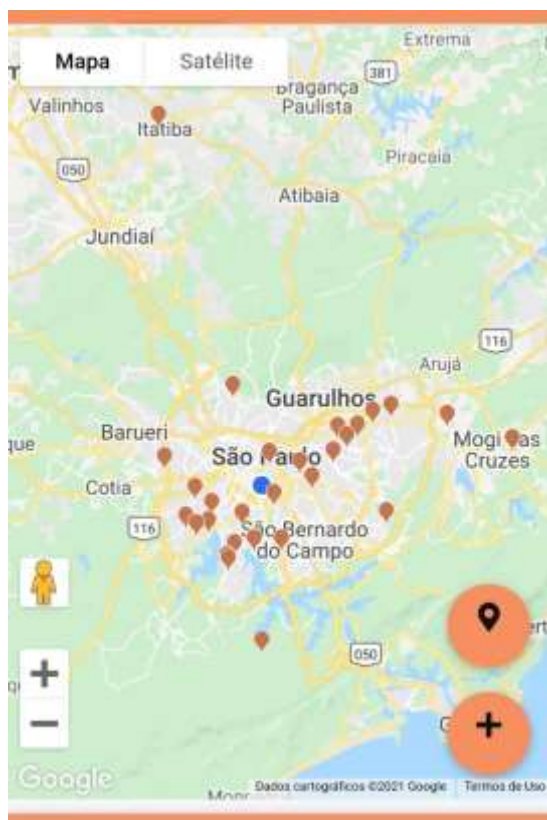 Extrema
Mapa
Satélite
381
Bragança
Paulista
Valinhos
Itatiba
Piracaia
050
Atibaia
Jundiaí
116
Arujá
Guarulhos
Barueri
Mogi das
Cruzes
que
São Paulo
Cotia
116
São Bernardo
do Campo
050
+
−
+
Google
Dados cartográficos ©2021 Google
Termos de Uso